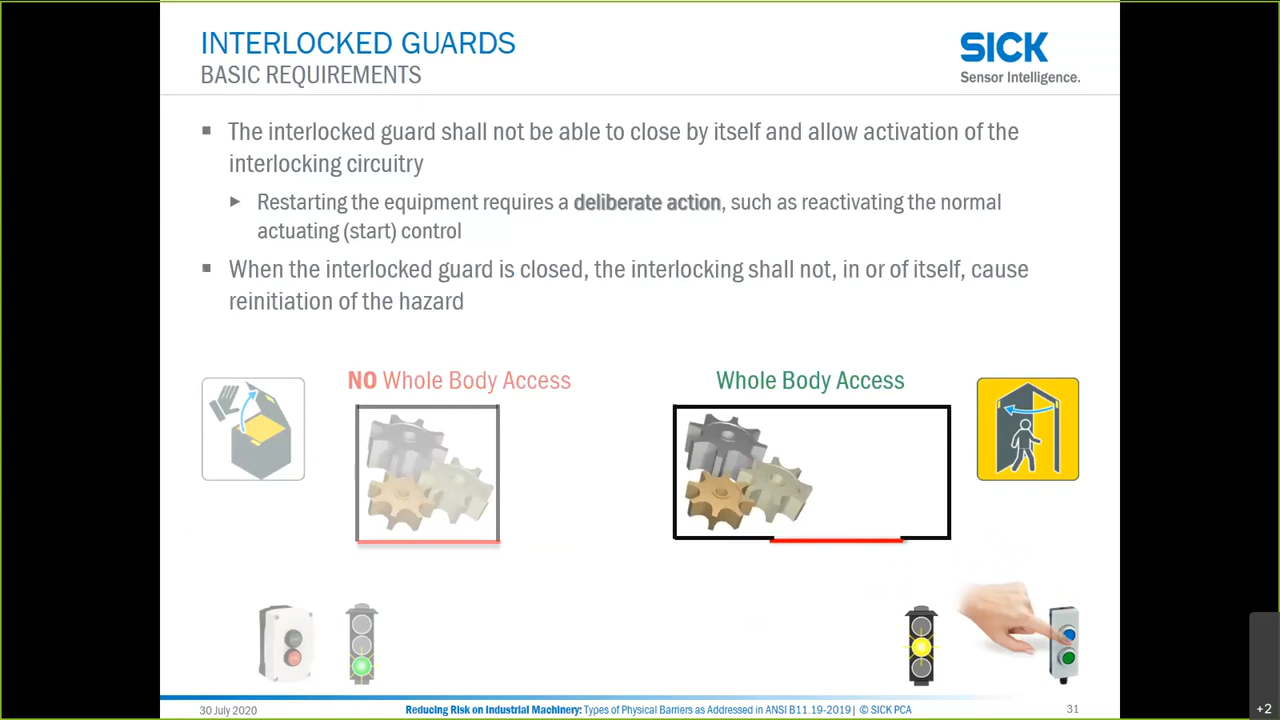 INTERLOCKED GUARDS
BASIC REQUIREMENTS
SICK
Sensor Intelligence.
▪ The interlocked guard shall not be able to close by itself and allow activation of the
interlocking circuitry
▶ Restarting the equipment requires a deliberate action, such as reactivating the normal
actuating (start) control
▪ When the interlocked guard is closed, the interlocking shall not, in or of itself, cause
reinitiation of the hazard
NO Whole Body Access
Whole Body Access
30 July 2020
Reducing Risk on Industrial Machinery: Types of Physical Barriers as Addressed in ANSI B11.19-2019| © SICK PCA
31
+2